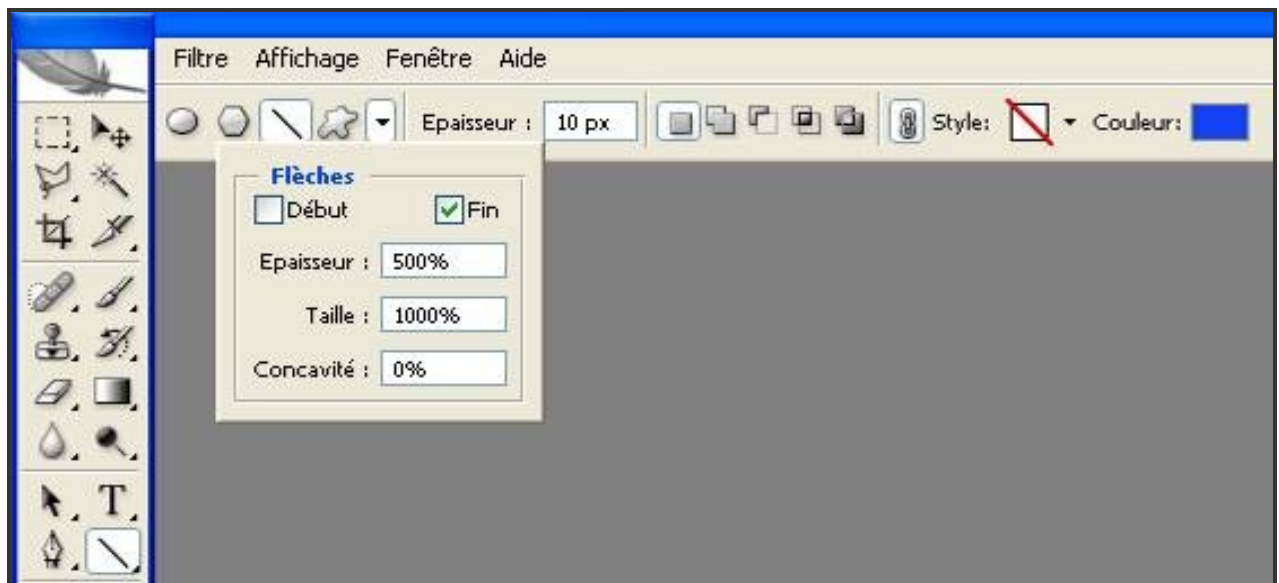 Filtre Affichage Fenêtre Aide
Epaisseur : 10 px Style: Couleur:
Flèches
Début Fin
Epaisseur : 500%
Taille : 1000%
Concavité : 0%
T